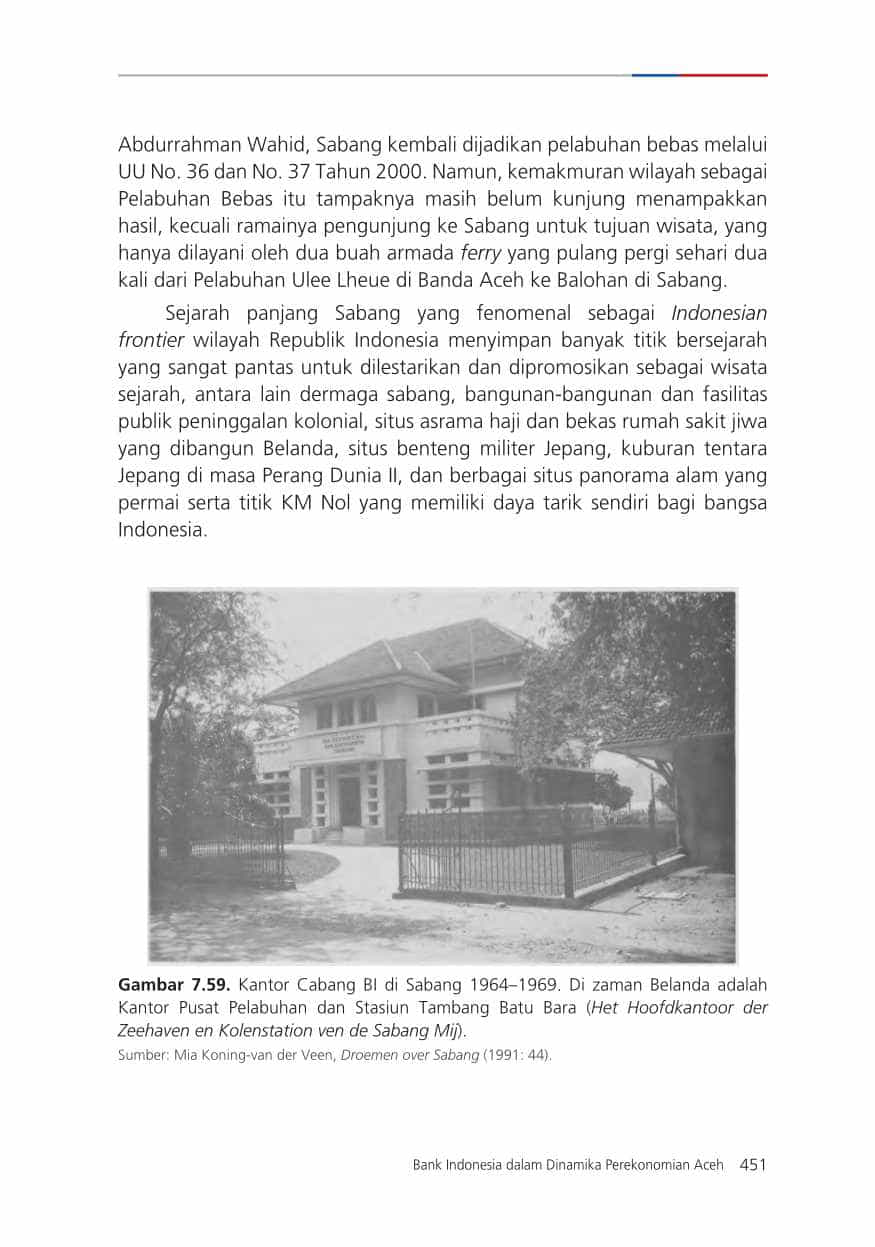 Abdurrahman Wahid, Sabang kembali dijadikan pelabuhan bebas melalui
UU No. 36 dan No. 37 Tahun 2000. Namun, kemakmuran wilayah sebagai
Pelabuhan Bebas itu tampaknya masih belum kunjung menampakkan
hasil, kecuali ramainya pengunjung ke Sabang untuk tujuan wisata, yang
hanya dilayani oleh dua buah armada ferry yang pulang pergi sehari dua
kali dari Pelabuhan Ulee Lheue di Banda Aceh ke Balohan di Sabang.
Sejarah panjang Sabang yang fenomenal sebagai Indonesian
frontier wilayah Republik Indonesia menyimpan banyak titik bersejarah
yang sangat pantas untuk dilestarikan dan dipromosikan sebagai wisata
sejarah, antara lain dermaga sabang, bangunan-bangunan dan fasilitas
publik peninggalan kolonial, situs asrama haji dan bekas rumah sakit jiwa
yang dibangun Belanda, situs benteng militer Jepang, kuburan tentara
Jepang di masa Perang Dunia II, dan berbagai situs panorama alam yang
permai serta titik KM Nol yang memiliki daya tarik sendiri bagi bangsa
Indonesia.
Gambar 7.59. Kantor Cabang BI di Sabang 1964–1969. Di zaman Belanda adalah
Kantor Pusat Pelabuhan dan Stasiun Tambang Batu Bara (Het Hoofdkantoor der
Zeehaven en Kolenstation ven de Sabang Mij).
Sumber: Mia Koning-van der Veen, Droemen over Sabang (1991: 44).
Bank Indonesia dalam Dinamika Perekonomian Aceh 451